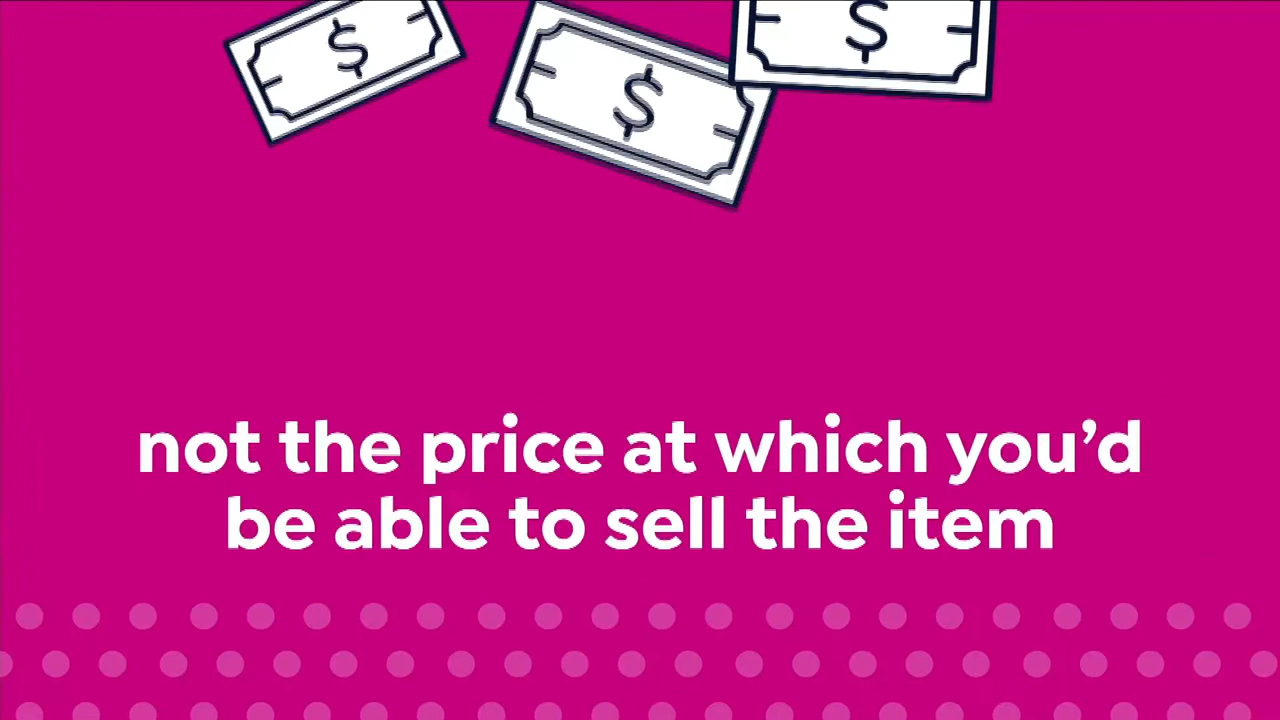 $ $ $
not the price at which you’d
be able to sell the item